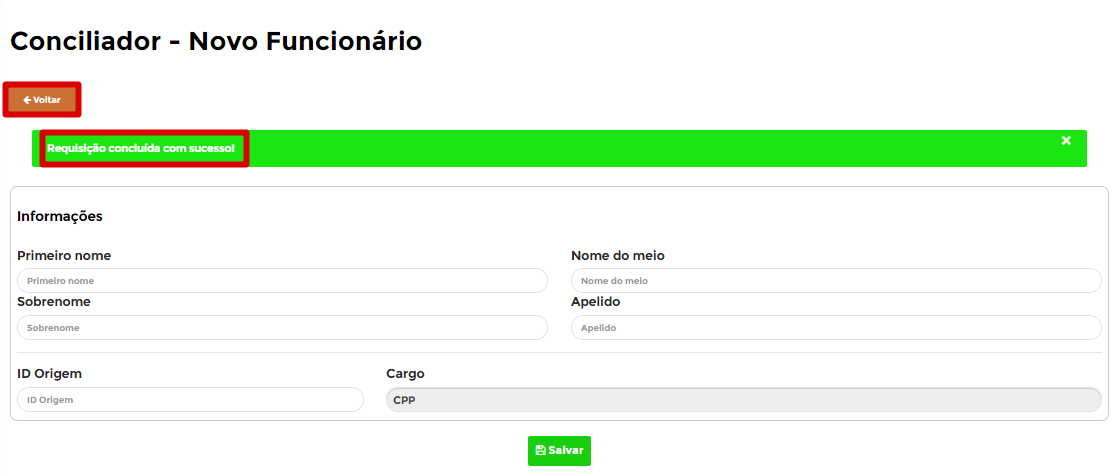 Conciliador - Novo Funcionário
Voltar
Requisição concluída com sucesso!
×
Informações
Primeiro nome
Nome do meio
Primeiro nome
Nome do meio
Sobrenome
Apelido
Sobrenome
Apelido
ID Origem
Cargo
ID Origem
CPP
Salvar